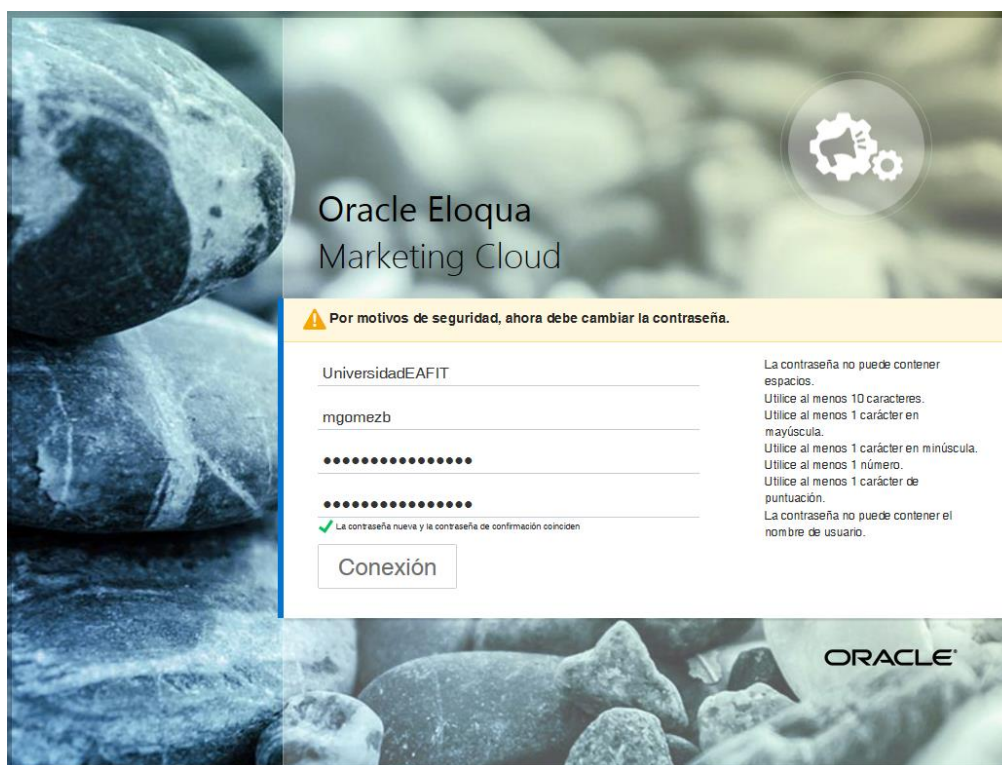 Oracle Eloqua
Marketing Cloud
Por motivos de seguridad, ahora debe cambiar la contraseña.
UniversidadEAFIT
mgomezb
●●●●●●●●●●●●●●●●
●●●●●●●●●●●●●●●●
La contraseña nueva y la contraseña de confirmación coinciden
Conexión
La contraseña no puede contener
espacios.
Utilice al menos 10 caracteres.
Utilice al menos 1 carácter en
mayúscula.
Utilice al menos 1 carácter en minúscula.
Utilice al menos 1 número.
Utilice al menos 1 carácter de
puntuación.
La contraseña no puede contener el
nombre de usuario.
ORACLE